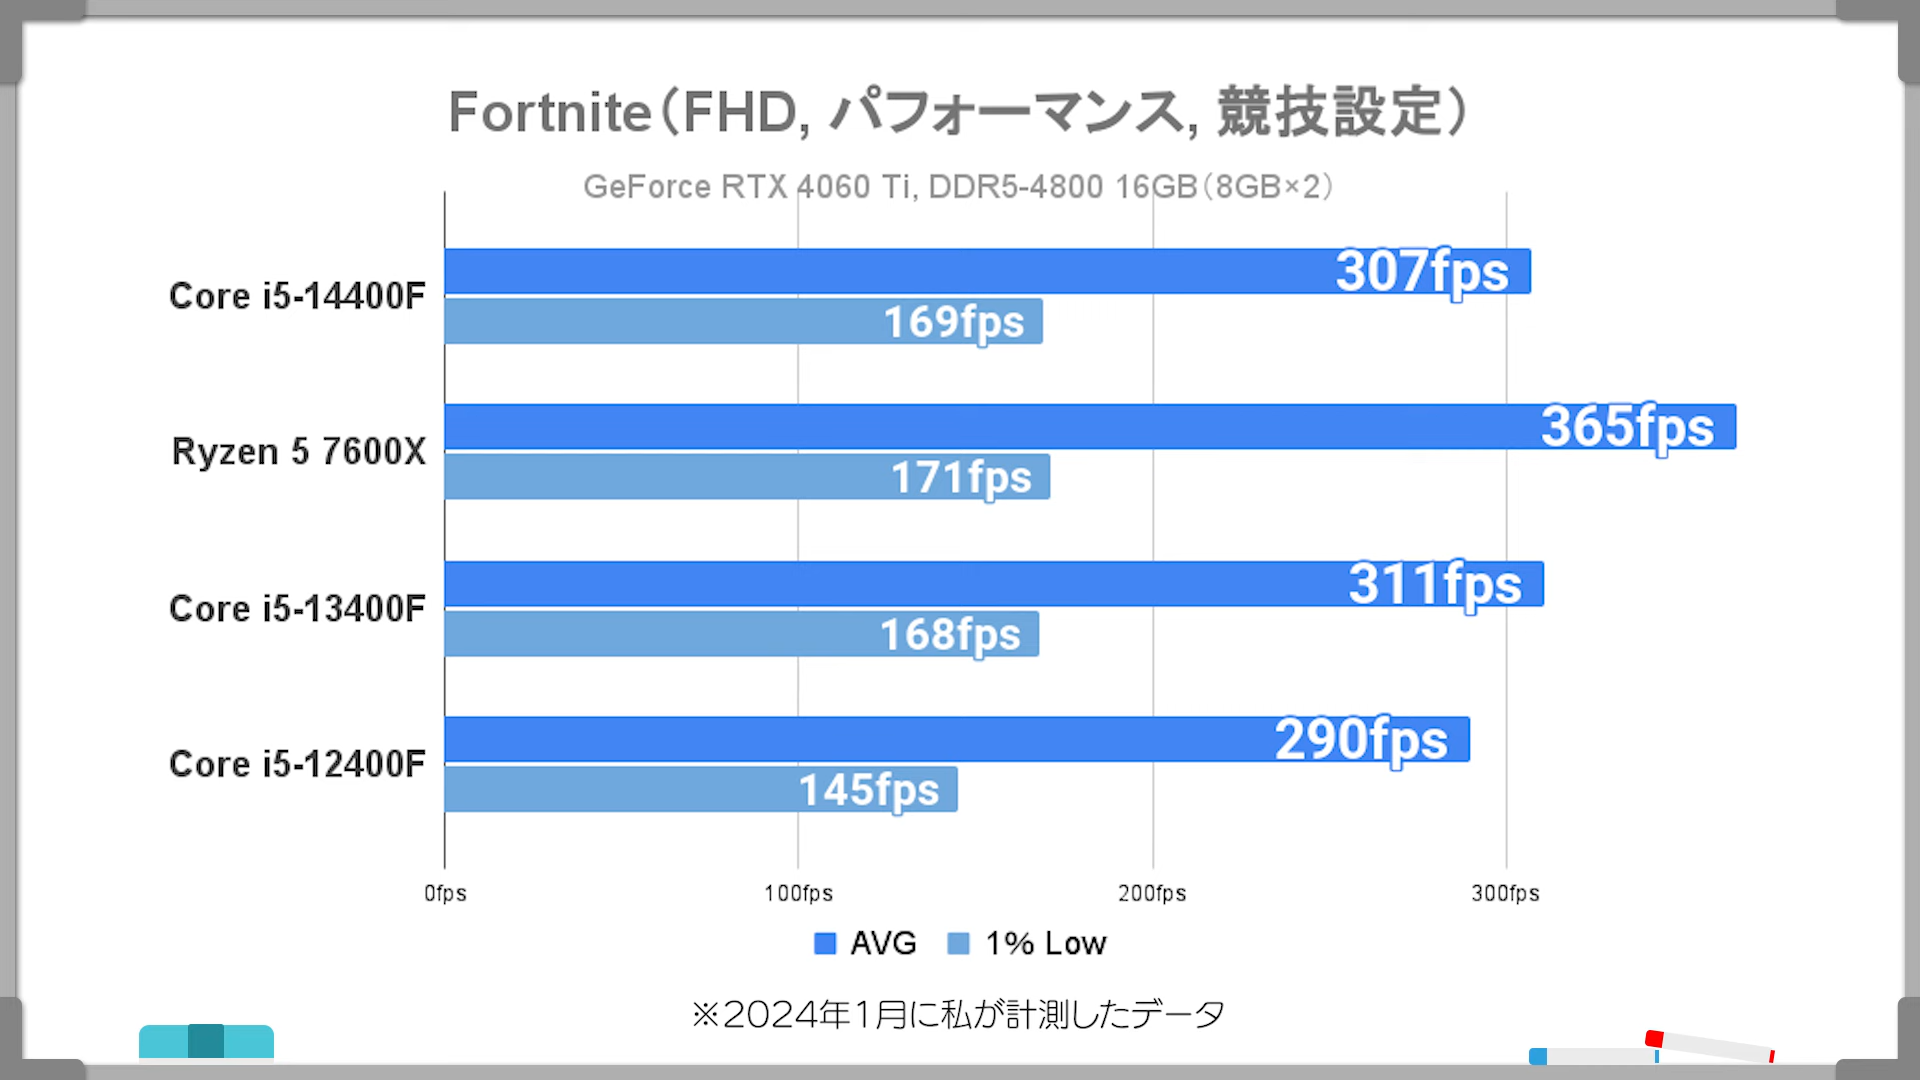 Fortnite（FHD, パフォーマンス, 競技設定）
GeForce RTX 4060 Ti, DDR5-4800 16GB（8GB×2）
Core i5-14400F
307fps
169fps
Ryzen 5 7600X
365fps
171fps
Core i5-13400F
311fps
168fps
Core i5-12400F
290fps
145fps
0fps 100fps 200fps 300fps
AVG 1% Low
※2024年1月に私が計測したデータ